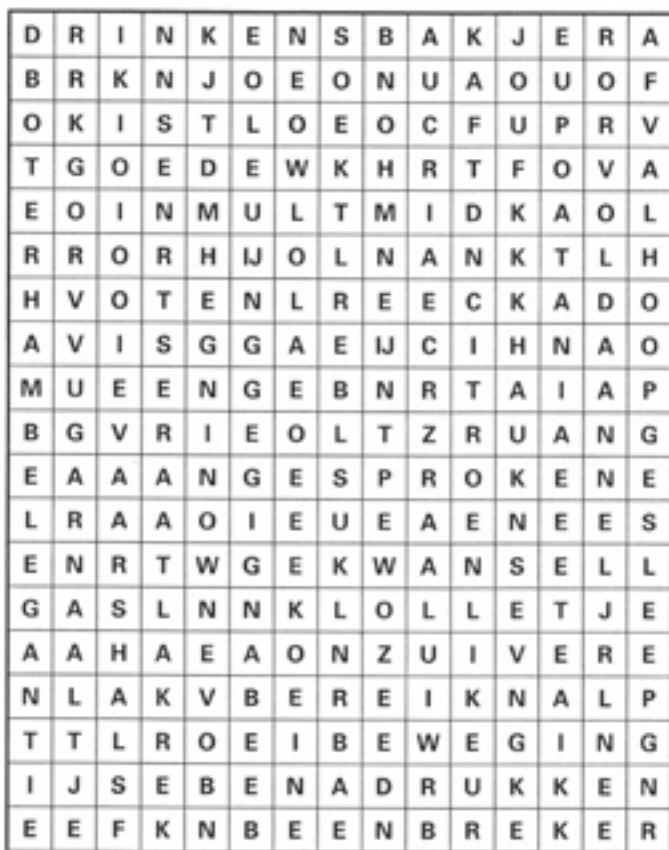 D R I N K E N S B A K J E R A
B R K N J O E O N U A O U O F
O K I S T L O E O C F U P R V
T G O E D E W K H R T F O V A
E O I N M U L T M I D K A O L
R R O R H IJ O L N A N K T L H
H V O T E N L R E E C K A D O
A V I S G G A E IJ C I H N A O
M U E E N G E B N R T A I A P
B G V R I E O L T Z R U A N G
E A A A N G E S P R O K E N E
L R A A O I E U E A E N E E S
E N R T W G E K W A N S E L L
G A S L N N K L O L L E T J E
A A H A E A O N Z U I V E R E
N L A K V B E R E I K N A L P
T T L R O E I B E W E G I N G
I J S E B E N A D R U K K E N
E E F K N B E E N B R E K E R